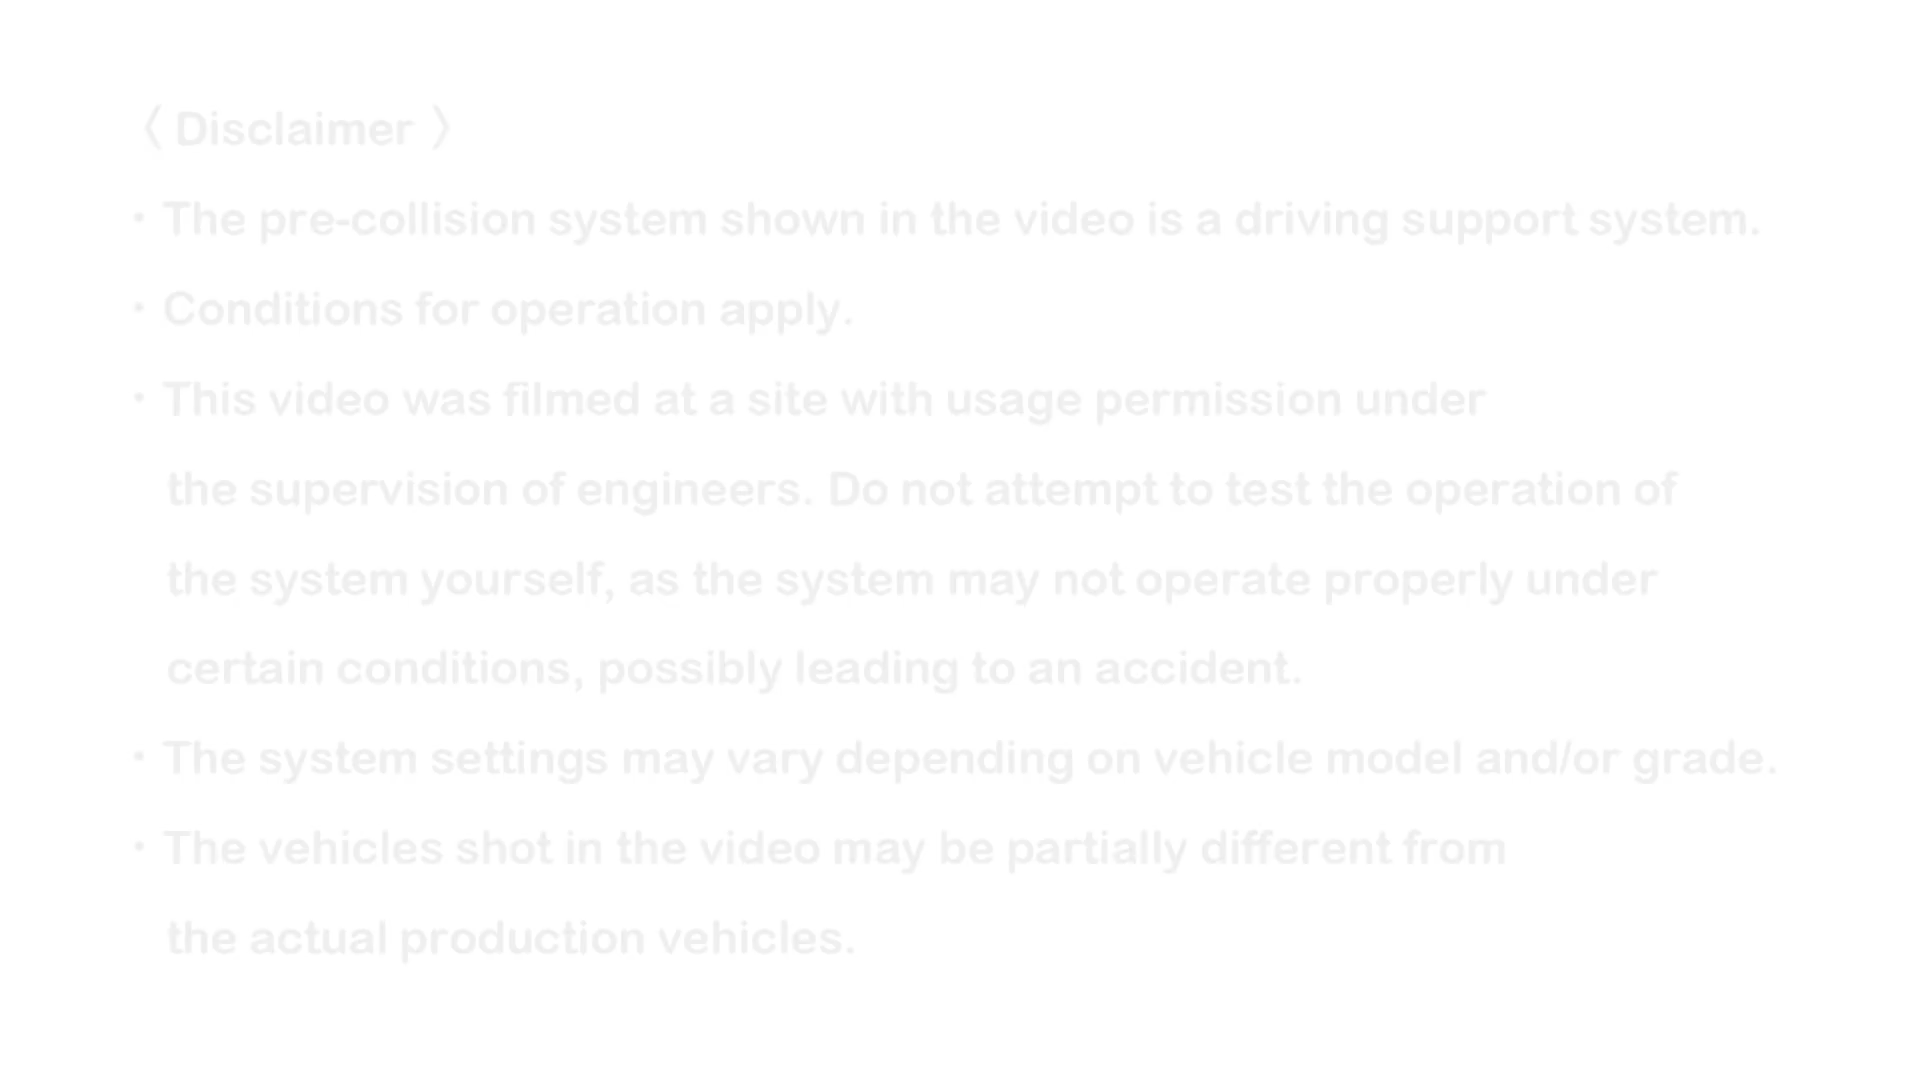 〈 Disclaimer 〉
・The pre-collision system shown in the video is a driving support system.
・Conditions for operation apply.
・This video was filmed at a site with usage permission under
the supervision of engineers. Do not attempt to test the operation of
the system yourself, as the system may not operate properly under
certain conditions, possibly leading to an accident.
・The system settings may vary depending on vehicle model and/or grade.
・The vehicles shot in the video may be partially different from
the actual production vehicles.